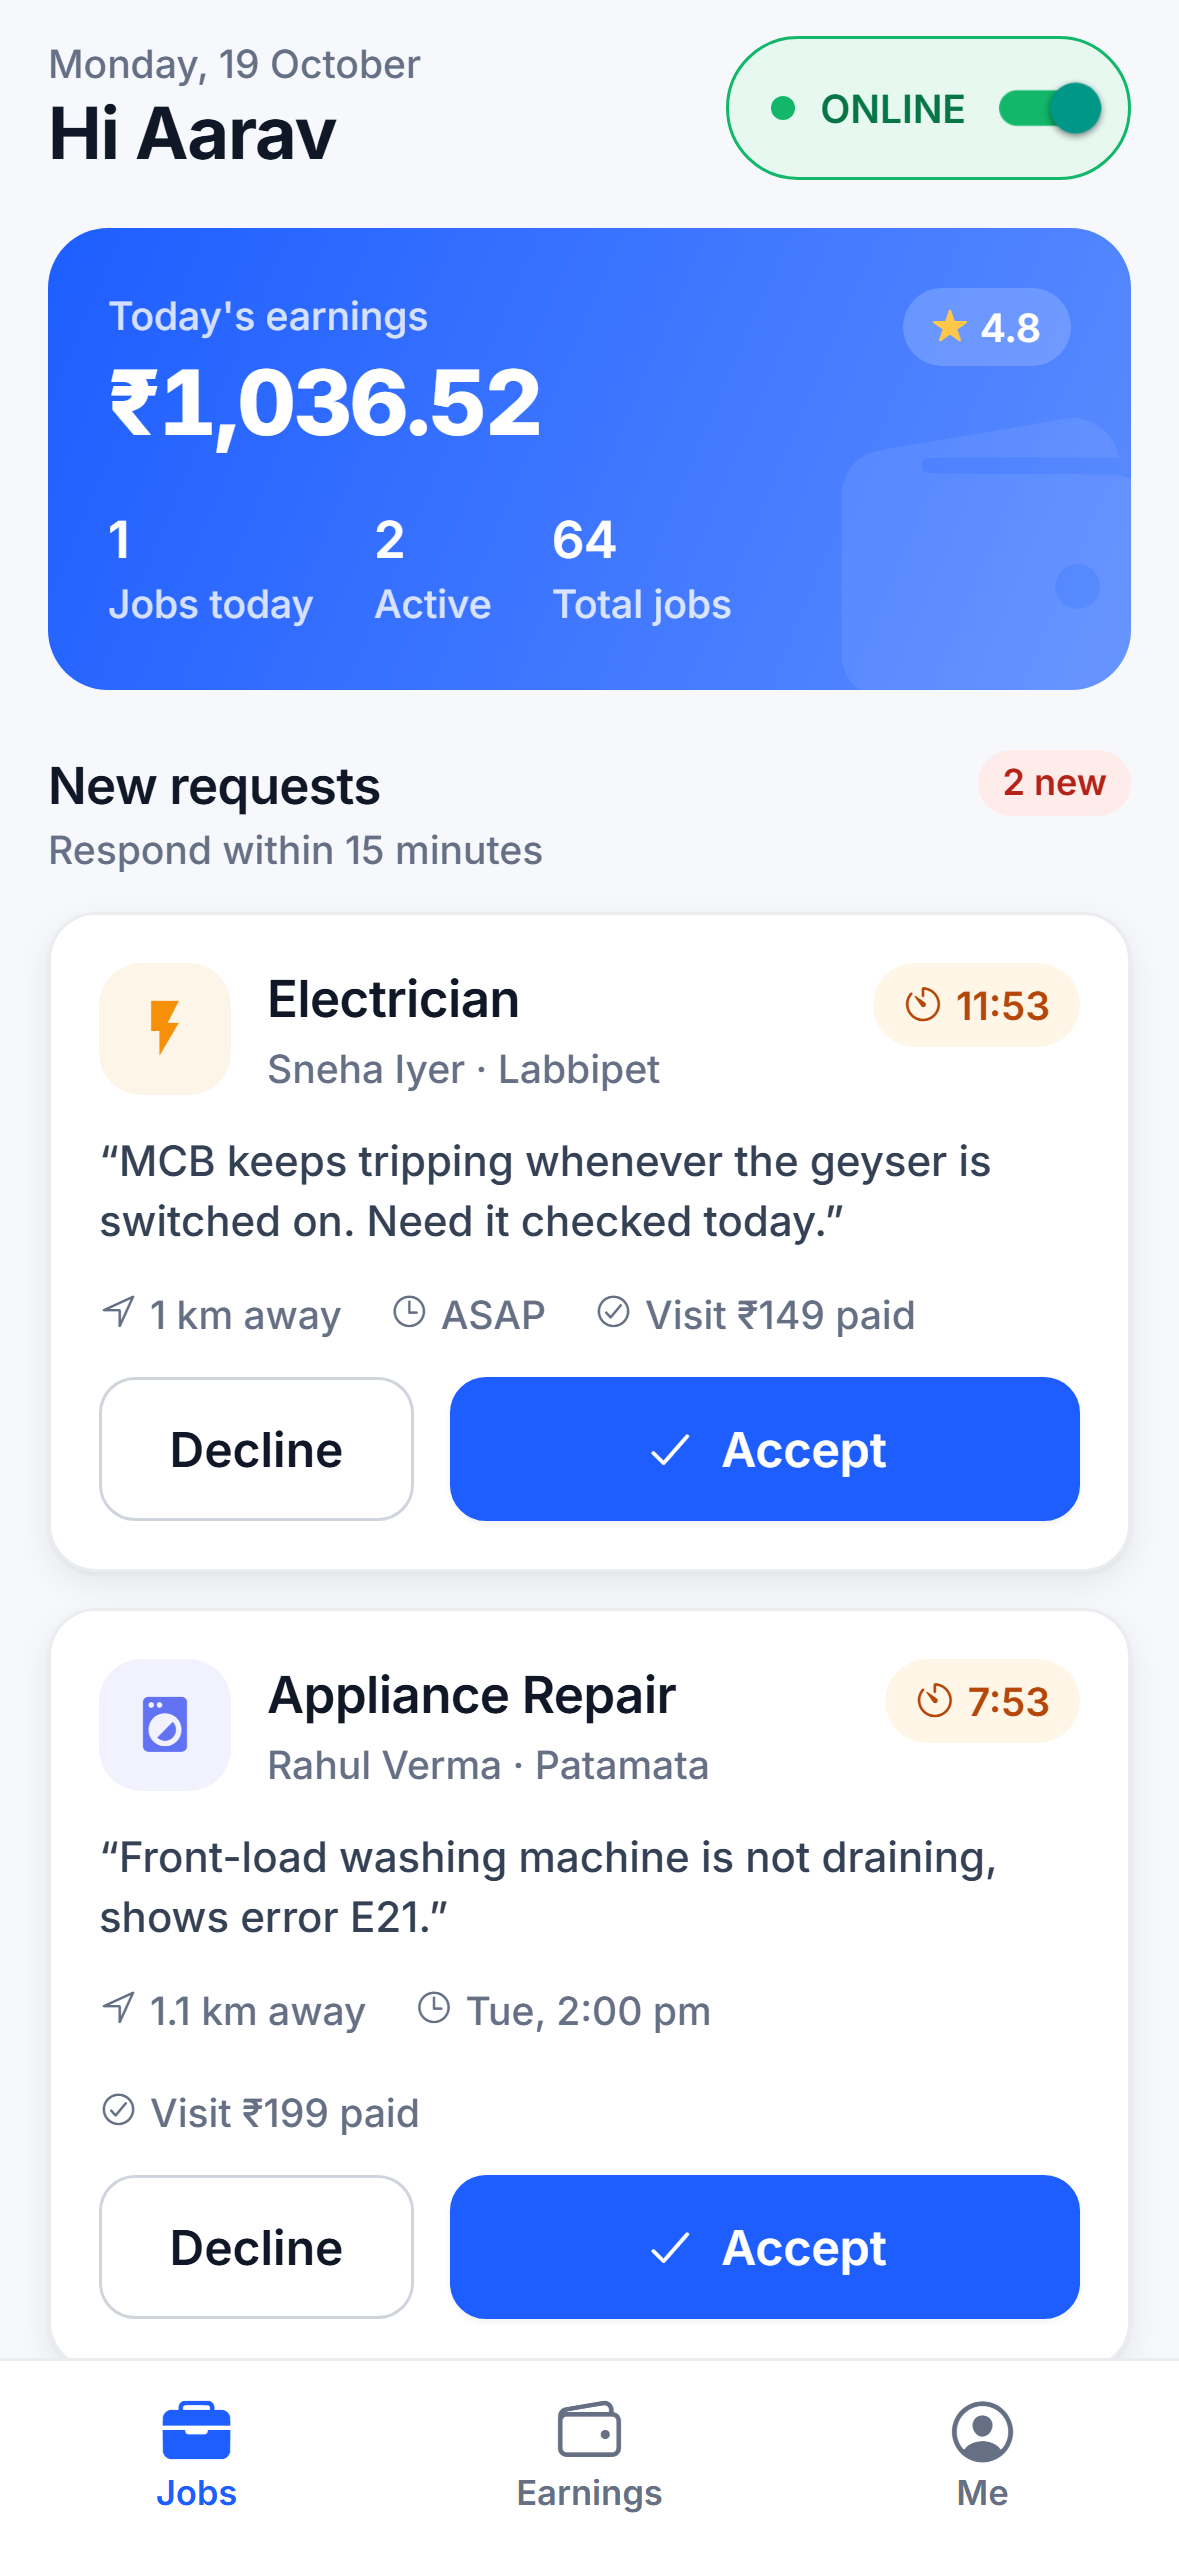 Monday, 19 October
Hi Aarav
ONLINE
Today's earnings
4.8
₹1,036.52
1
Jobs today
2
Active
64
Total jobs
New requests
2 new
Respond within 15 minutes
Electrician
11:53
Sneha Iyer · Labbipet
“MCB keeps tripping whenever the geyser is
switched on. Need it checked today.”
1 km away
ASAP
Visit ₹149 paid
Decline
Accept
Appliance Repair
7:53
Rahul Verma · Patamata
“Front-load washing machine is not draining,
shows error E21.”
1.1 km away
Tue, 2:00 pm
Visit ₹199 paid
Decline
Accept
Jobs
Earnings
Me